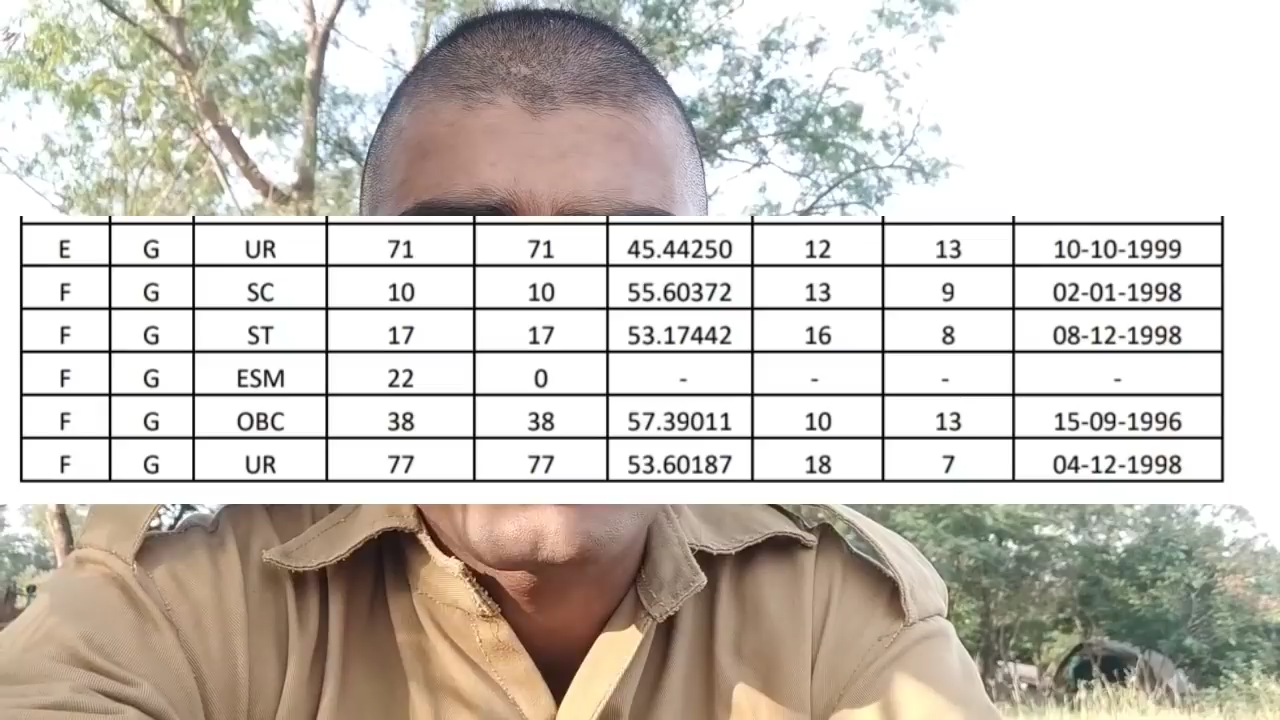 E G UR 71 71 45.44250 12 13 10-10-1999
F G SC 10 10 55.60372 13 9 02-01-1998
F G ST 17 17 53.17442 16 8 08-12-1998
F G ESM 22 0 - - - -
F G OBC 38 38 57.39011 10 13 15-09-1996
F G UR 77 77 53.60187 18 7 04-12-1998